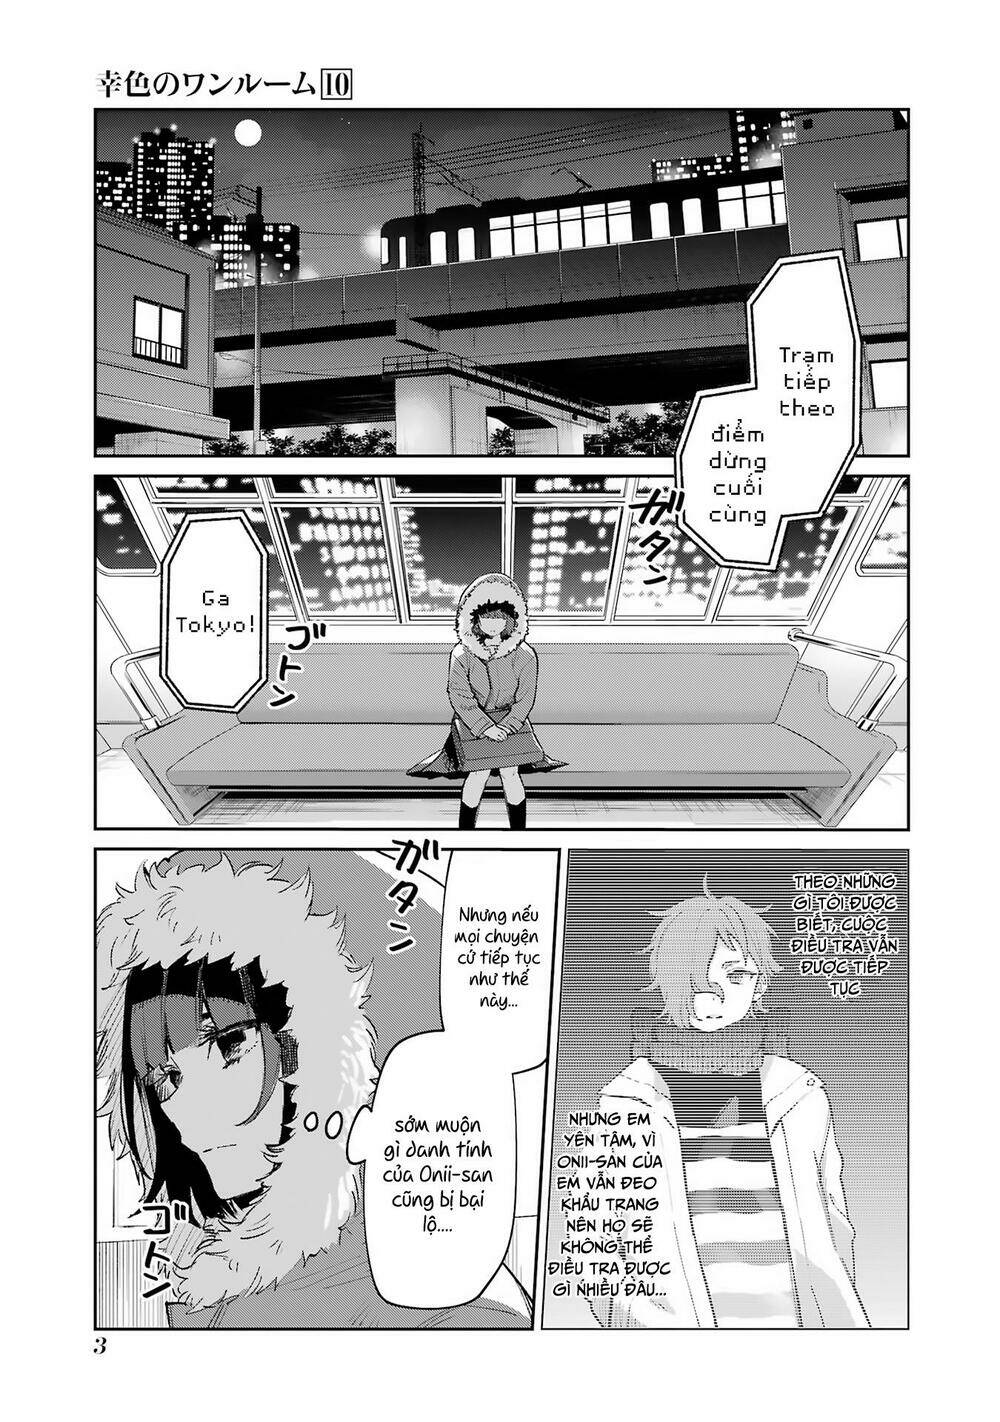 幸色のワンルーム10
Trạm
tiếp
theo
điểm
dừng
cuối
cùng
ガタン
Ga
Tokyo!
ゴトン
THEO NHỮNG
GÌ TÔI ĐƯỢC
BIẾT, CUỘC
ĐIỀU TRA VẪN
ĐƯỢC TIẾP
TỤC
NHƯNG EM
YÊN TÂM, VÌ
ONII-SAN CỦA
EM VẪN ĐEO
KHẨU TRANG
NÊN HỌ SẼ
KHÔNG THỂ
ĐIỀU TRA ĐƯỢC
GÌ NHIỀU ĐÂU...
ガタン
Nhưng nếu
mọi chuyện
cứ tiếp tục
như thế
này...
sớm muộn
gì danh tính
của Onii-san
cũng bị bại
lộ....
ゴトン
3